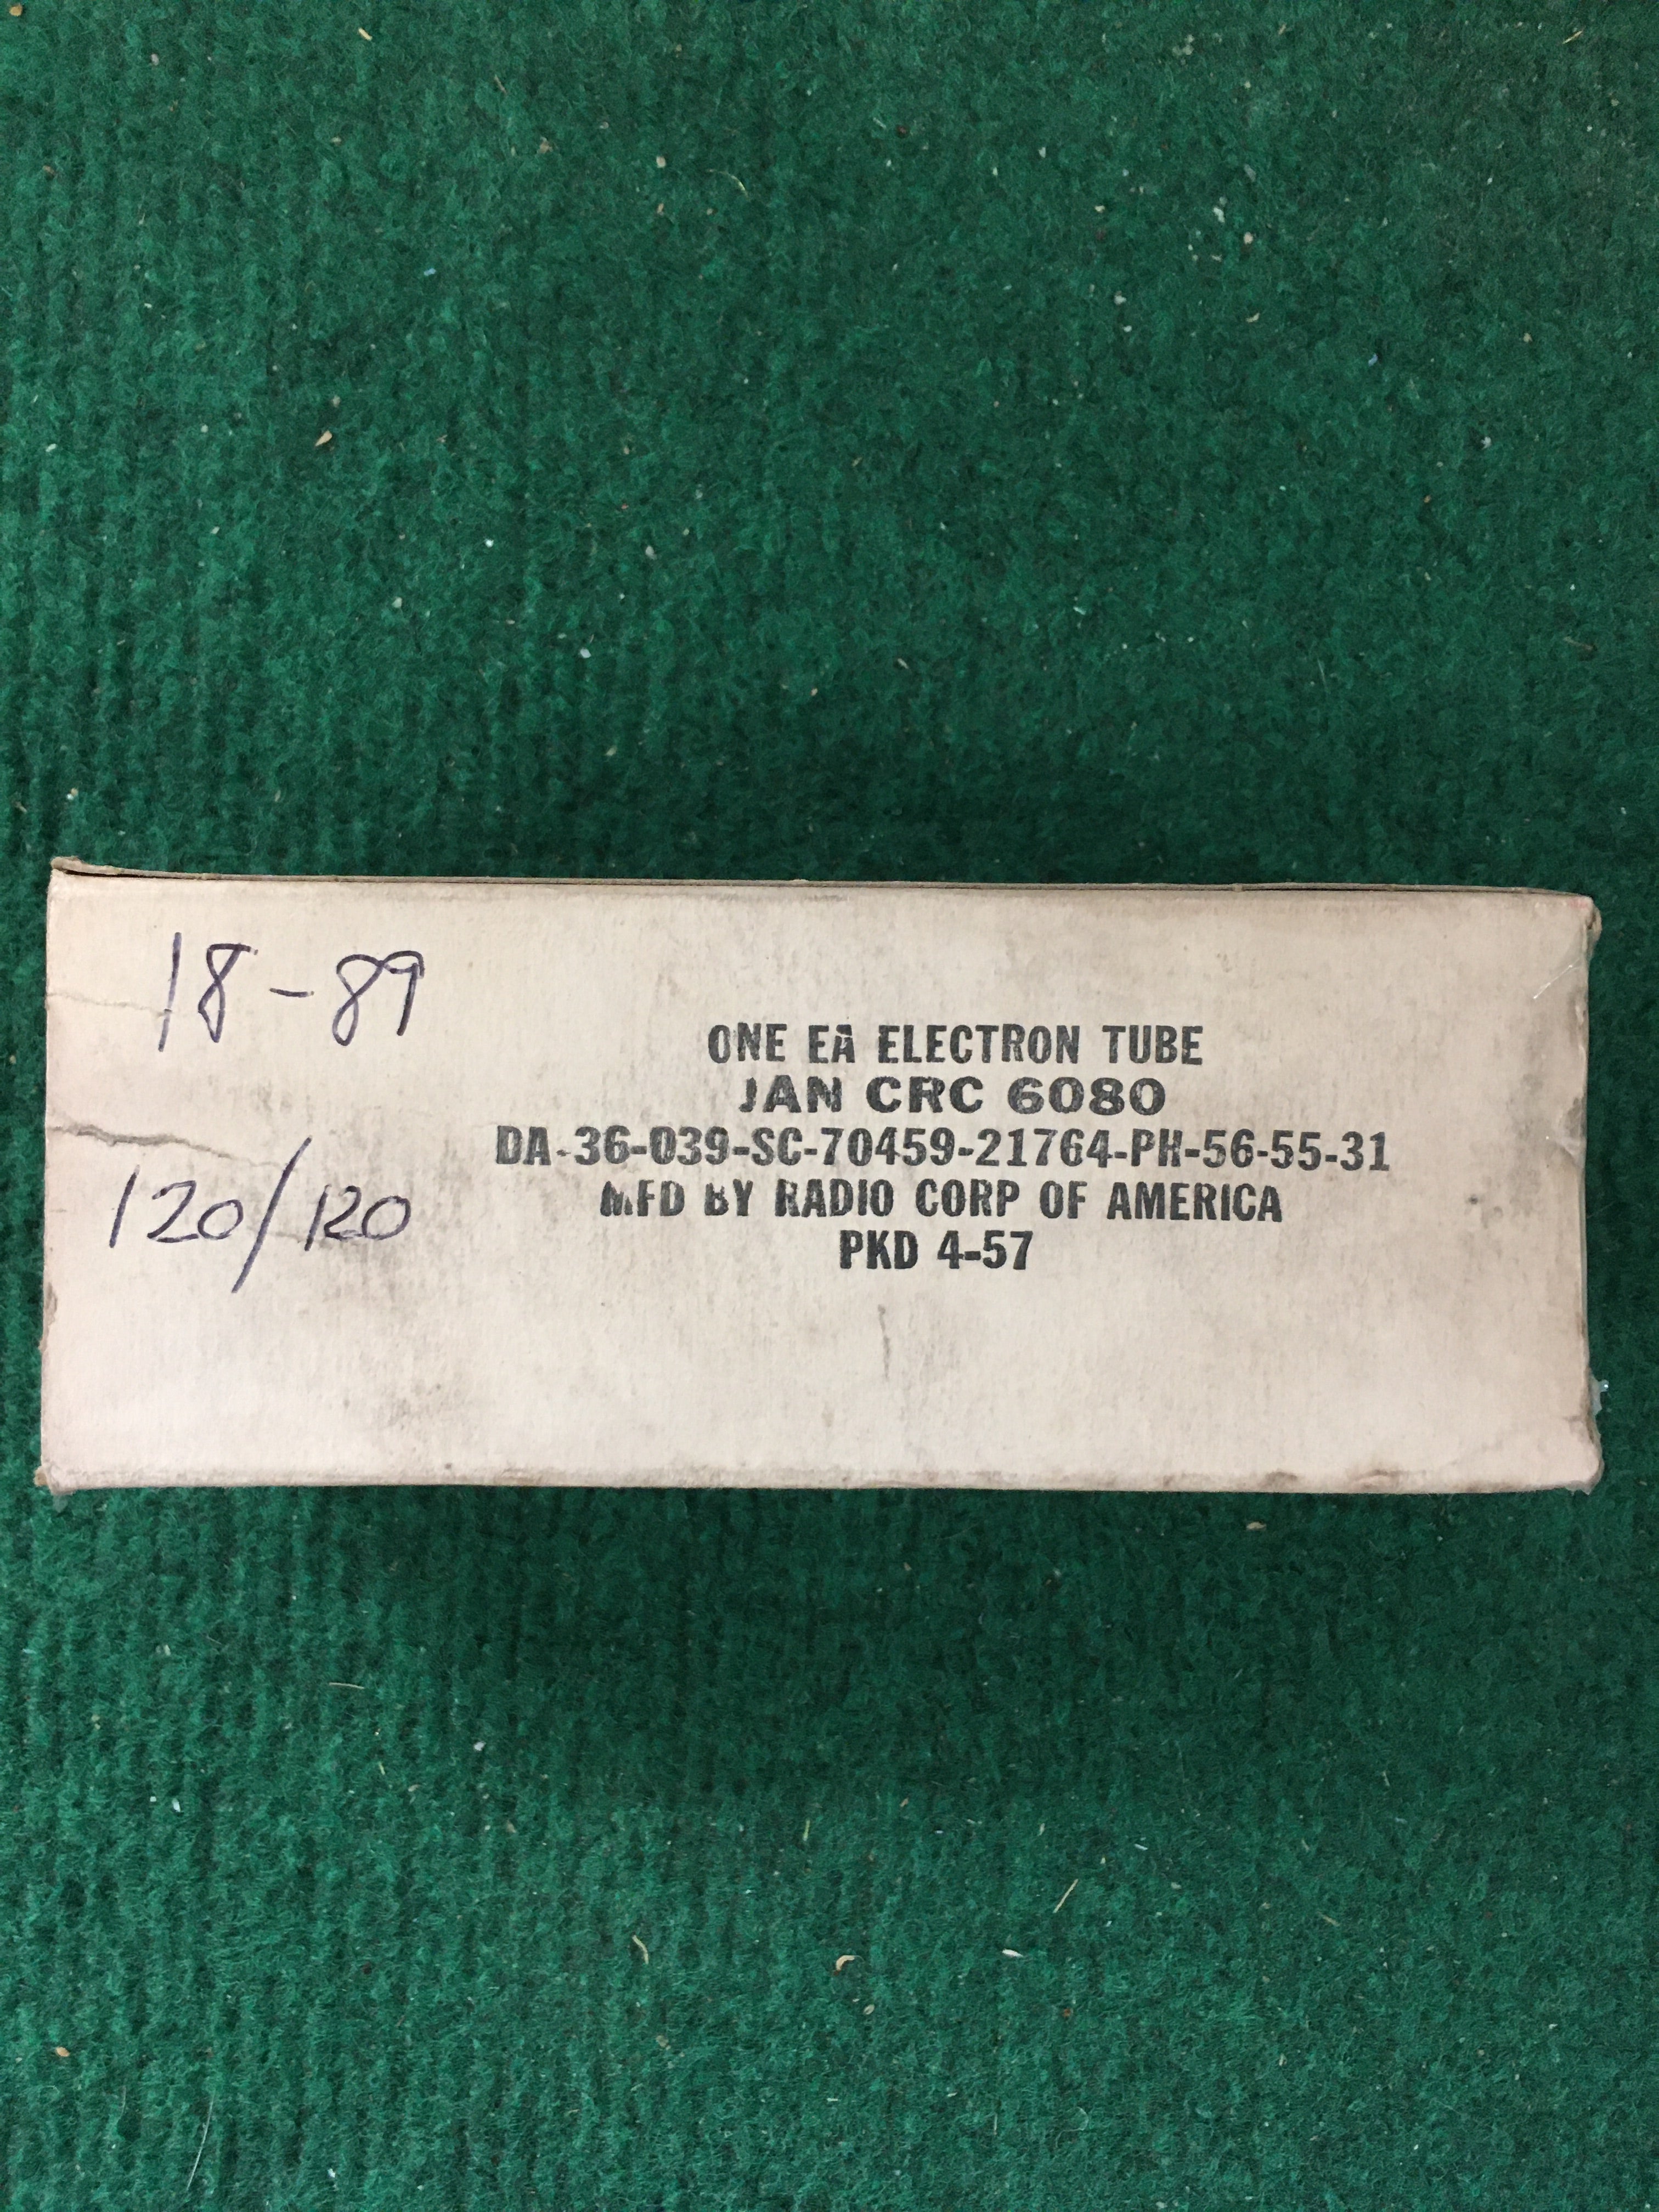 18-89
120/120
ONE EA ELECTRON TUBE
JAN CRC 6080
DA-36-039-SC-70459-21764-PH-56-55-31
MFD BY RADIO CORP OF AMERICA
PKD 4-57